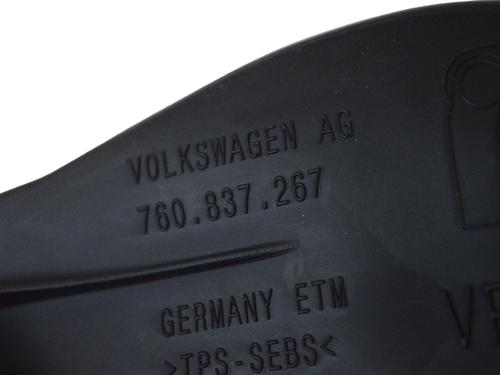 VOLKSWAGEN AG
760.837.267
GERMANY ETM
>TPS-SEBS<